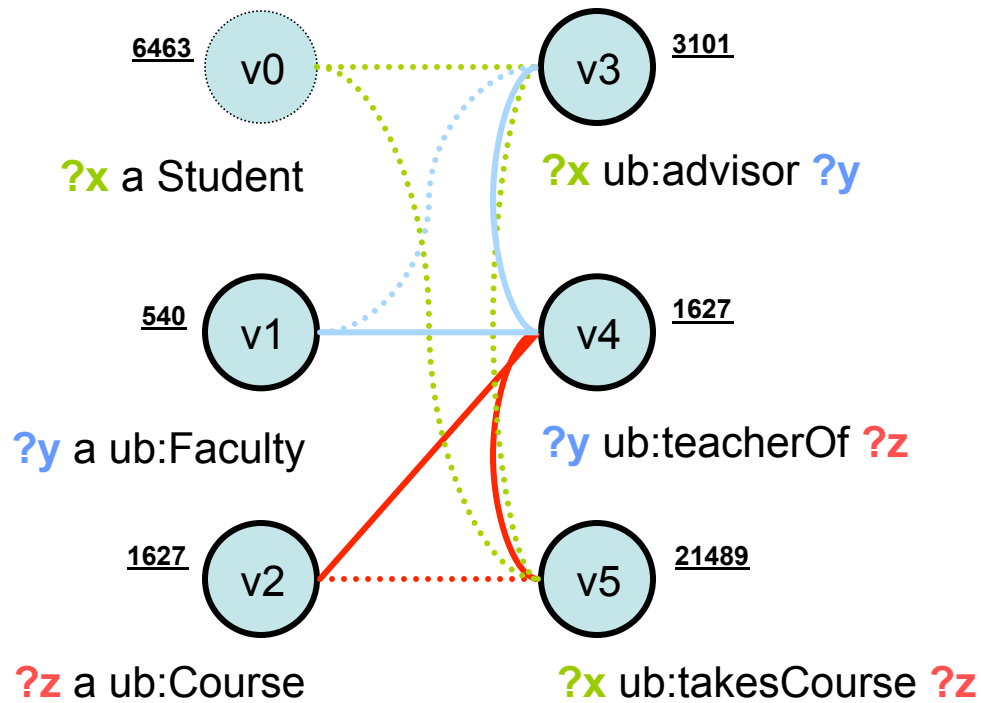 6463
v0
?x a Student
v3
3101
?x ub:advisor ?y
540
v1
?y a ub:Faculty
v4
1627
?y ub:teacherOf ?z
1627
v2
?z a ub:Course
v5
21489
?x ub:takesCourse ?z